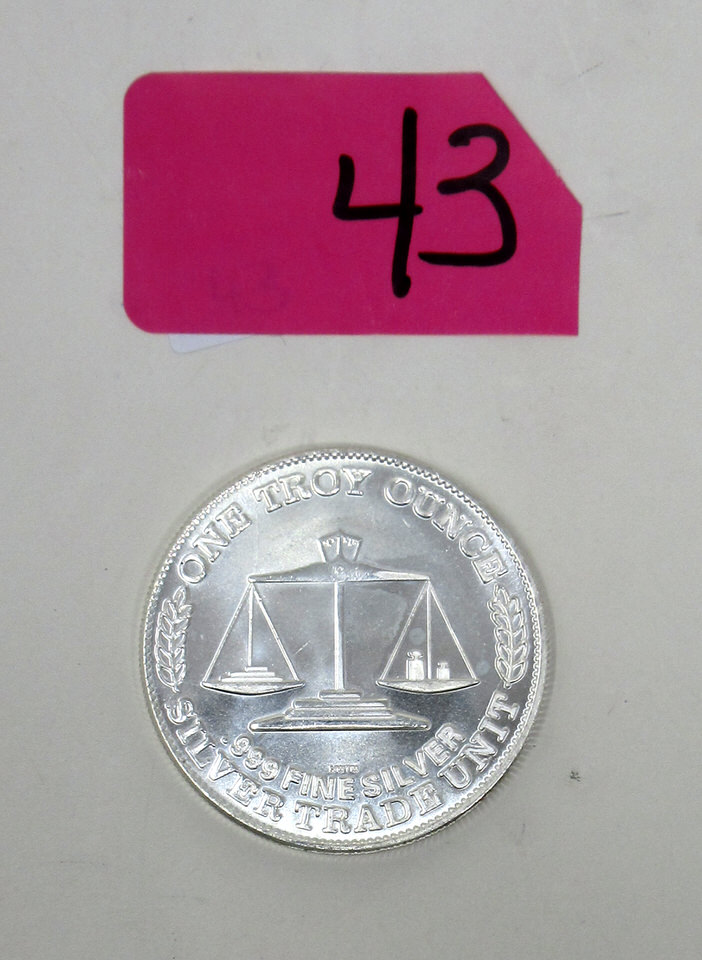 43
ONE TROY OUNCE
.999 FINE SILVER
SILVER TRADE UNIT